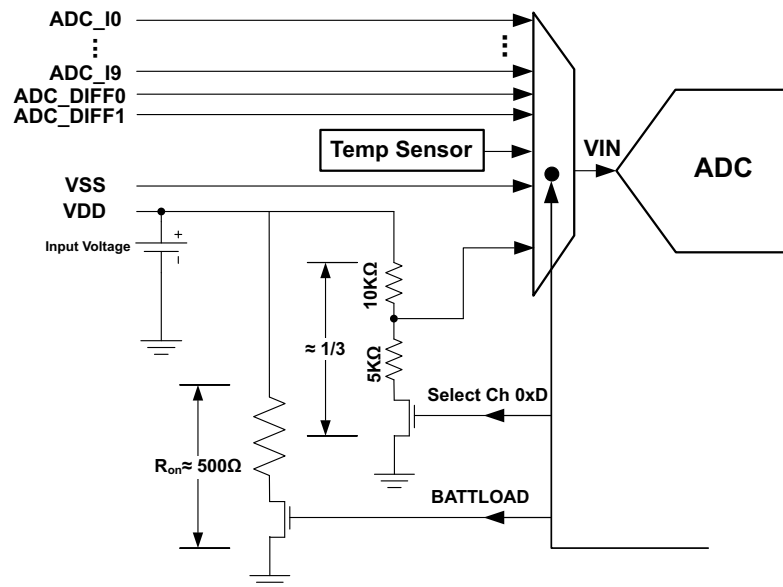 ADC_I0
ADC_I9
ADC_DIFF0
ADC_DIFF1
Temp Sensor
VIN
ADC
VSS
VDD
Input Voltage
+
10KΩ
≈ 1/3
5KΩ
Select Ch 0xD
Ron≈ 500Ω
BATTLOAD